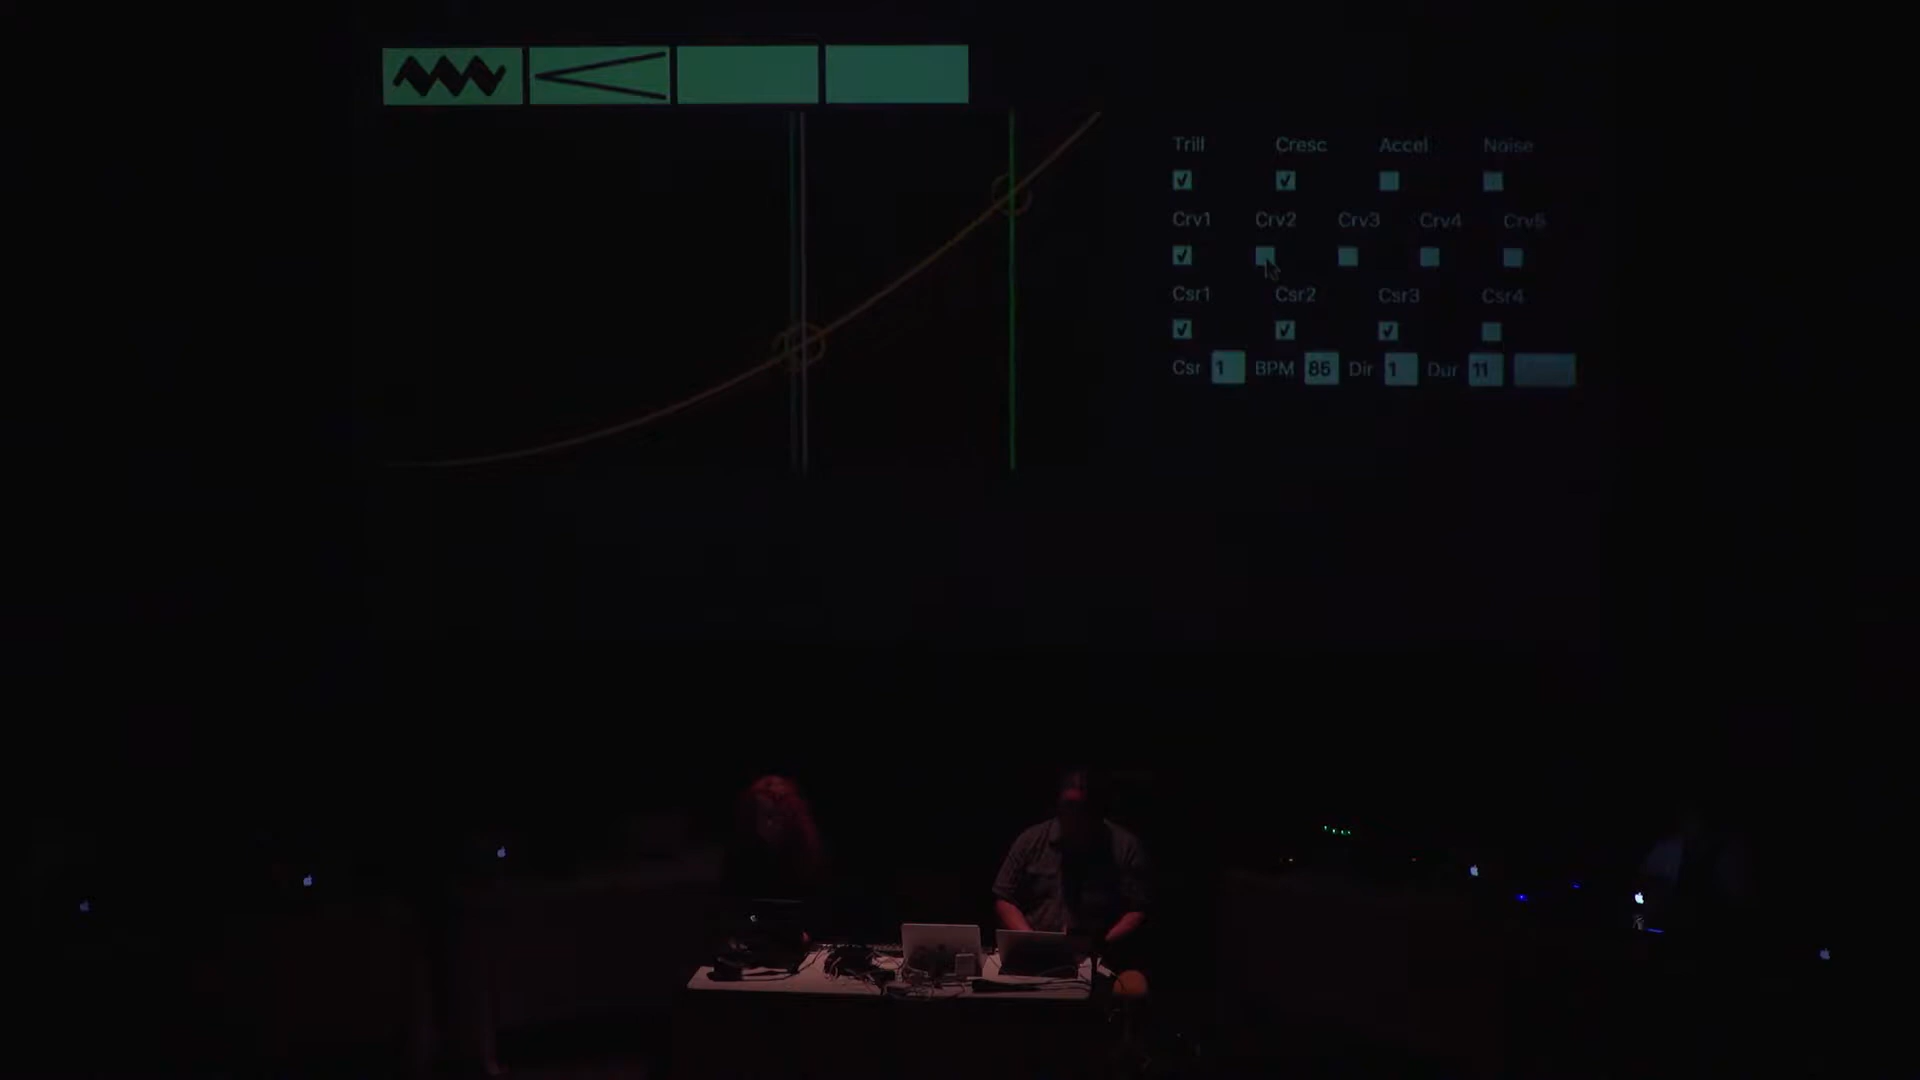 Trill Cresc Accel Noise
Crv1 Crv2 Crv3 Crv4 Crv5
Csr1 Csr2 Csr3 Csr4
Csr 1 BPM 85 Dir 1 Dur 11